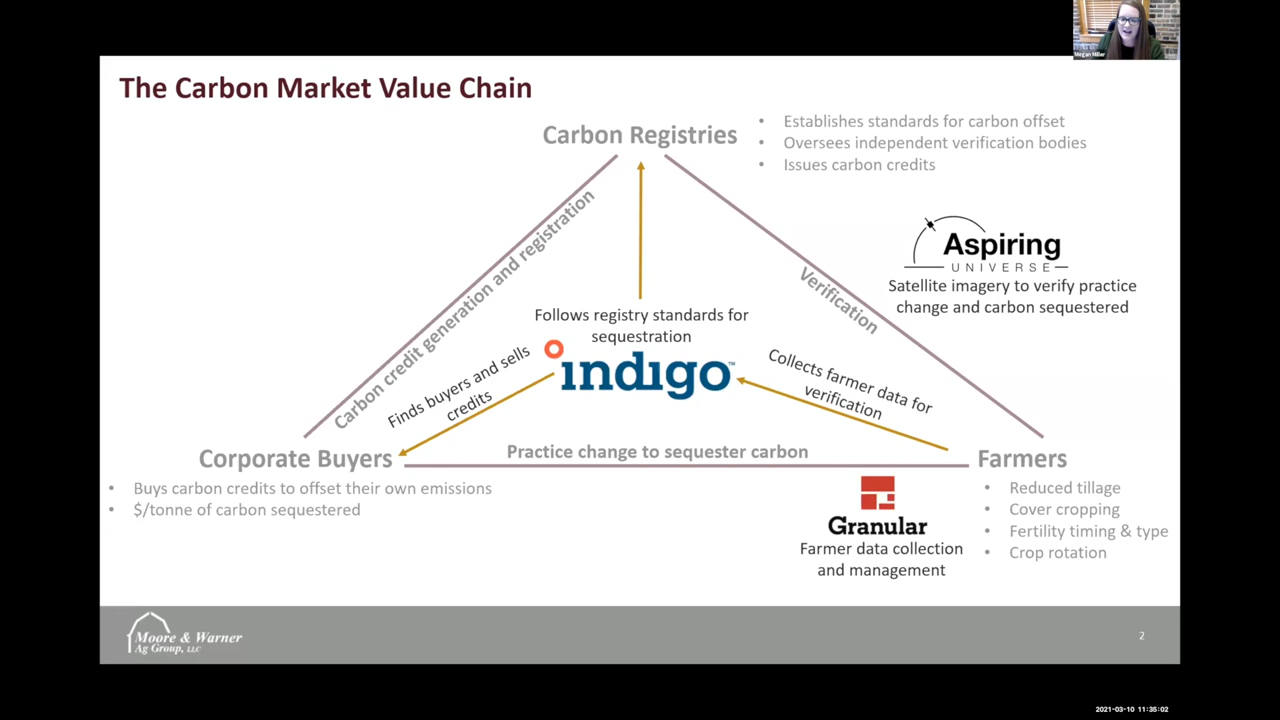 Megan Miller
The Carbon Market Value Chain
Carbon Registries
• Establishes standards for carbon offset
• Oversees independent verification bodies
• Issues carbon credits
Carbon credit generation and registration
Verification
Aspiring
UNIVERSE
Satellite imagery to verify practice
change and carbon sequestered
Follows registry standards for
sequestration
indigo™
Finds buyers and sells
credits
Collects farmer data for
verification
Corporate Buyers
• Buys carbon credits to offset their own emissions
• $/tonne of carbon sequestered
Practice change to sequester carbon
Farmers
• Reduced tillage
• Cover cropping
• Fertility timing & type
• Crop rotation
Granular
Farmer data collection
and management
Moore & Warner
Ag Group, LLC
2
2021-03-10 11:35:02